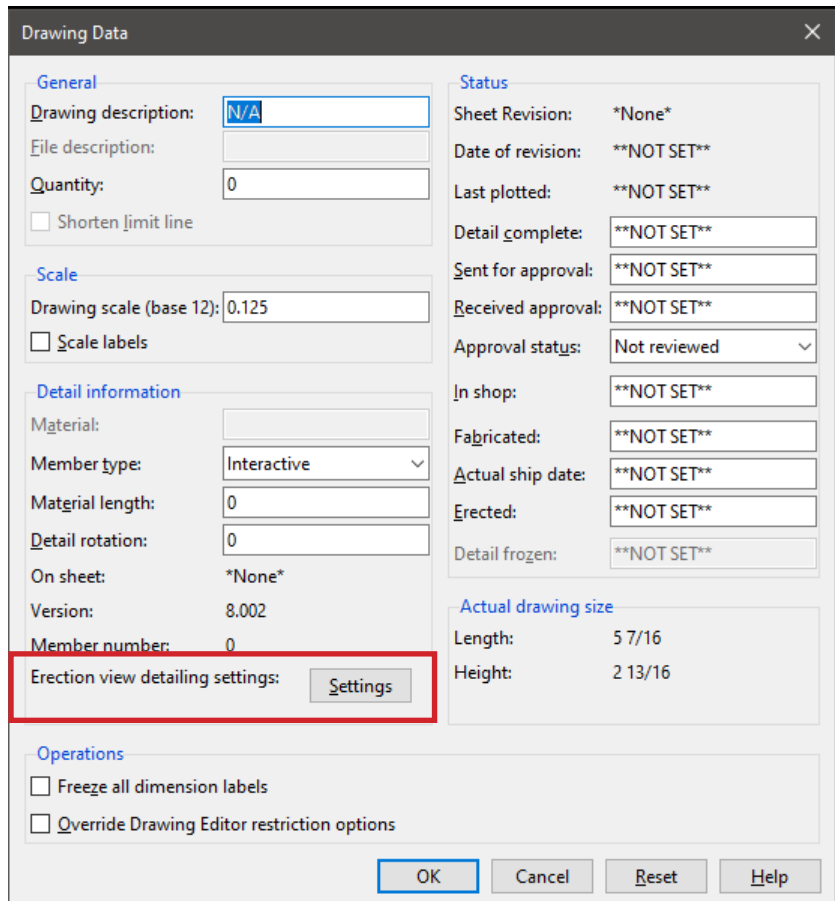 Drawing Data
General
Drawing description: N/A
File description:
Quantity: 0
Shorten limit line
Scale
Drawing scale (base 12): 0.125
Scale labels
Detail information
Material:
Member type: Interactive
Material length: 0
Detail rotation: 0
On sheet: *None*
Version: 8.002
Member number: 0
Erection view detailing settings: Settings
Status
Sheet Revision: *None*
Date of revision: **NOT SET**
Last plotted: **NOT SET**
Detail complete: **NOT SET**
Sent for approval: **NOT SET**
Received approval: **NOT SET**
Approval status: Not reviewed
In shop: **NOT SET**
Fabricated: **NOT SET**
Actual ship date: **NOT SET**
Erected: **NOT SET**
Detail frozen: **NOT SET**
Actual drawing size
Length: 5 7/16
Height: 2 13/16
Operations
Freeze all dimension labels
Override Drawing Editor restriction options
OK Cancel Reset Help